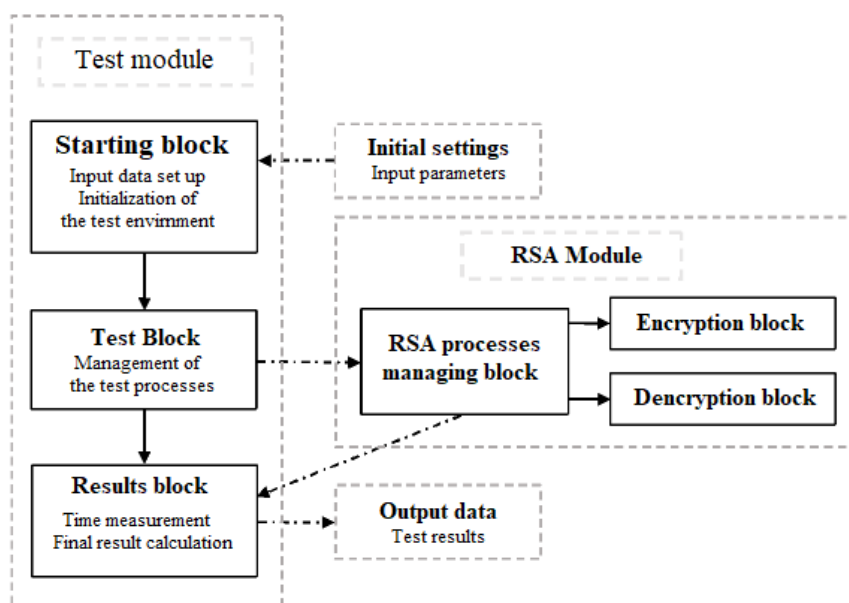 Test module
Starting block
Input data set up
Initialization of
the test envirnment
Initial settings
Input parameters
RSA Module
Test Block
Management of
the test processes
RSA processes
managing block
Encryption block
Dencryption block
Results block
Time measurement
Final result calculation
Output data
Test results